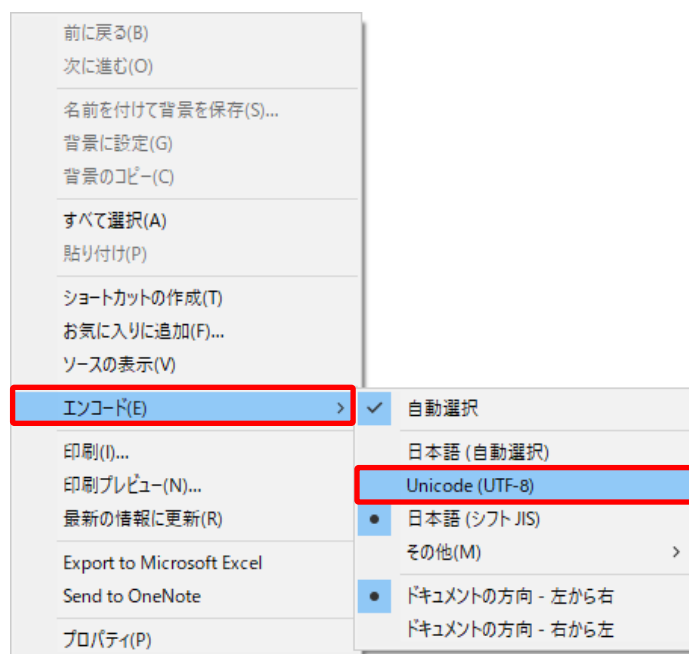 前に戻る(B)
次に進む(O)
名前を付けて背景を保存(S)...
背景に設定(G)
背景のコピー(C)
すべて選択(A)
貼り付け(P)
ショートカットの作成(T)
お気に入りに追加(F)...
ソースの表示(V)
エンコード(E)
自動選択
日本語 (自動選択)
Unicode (UTF-8)
日本語 (シフト JIS)
その他(M)
ドキュメントの方向 - 左から右
ドキュメントの方向 - 右から左
印刷(I)...
印刷プレビュー(N)...
最新の情報に更新(R)
Export to Microsoft Excel
Send to OneNote
プロパティ(P)